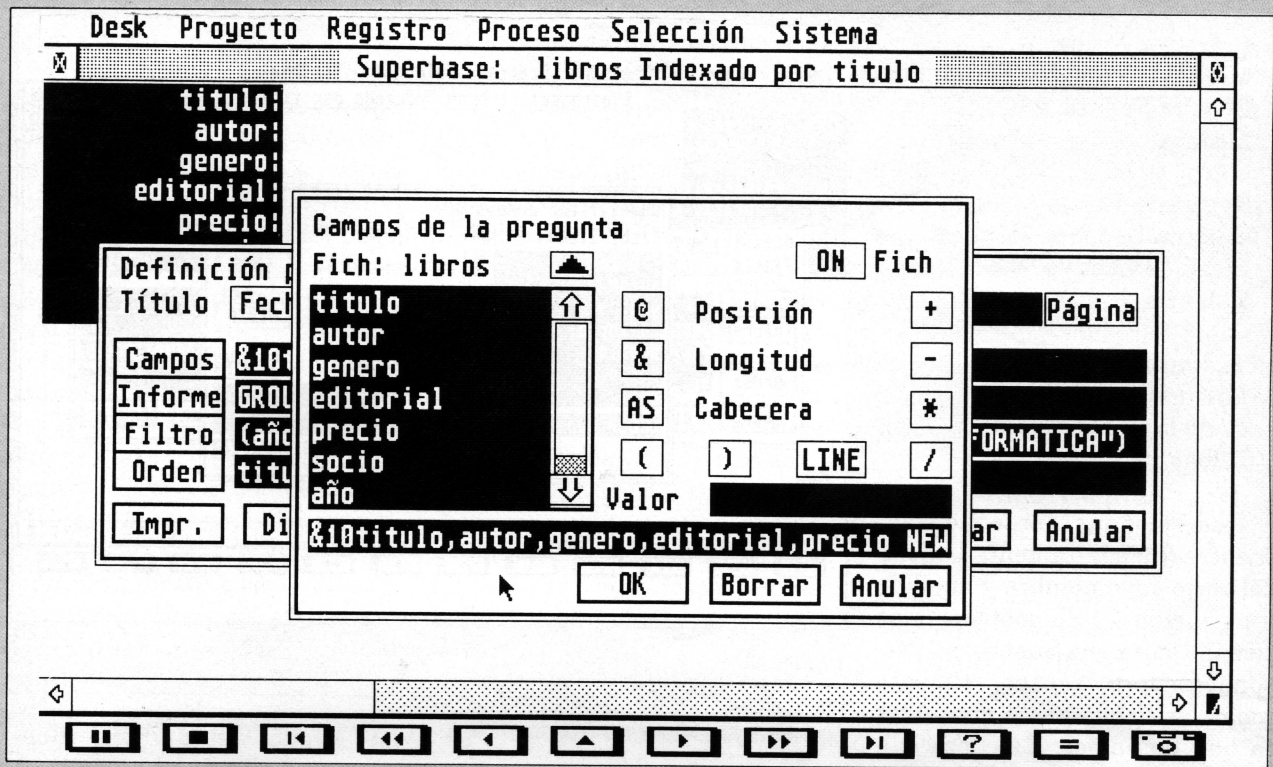 Desk Proyecto Registro Proceso Selección Sistema
Superbase: libros Indexado por titulo
titulo:
autor:
genero:
editorial:
precio:
Definición
Título Página
Campos &10t
Informe
Filtro FORMATICA")
Orden
Impr. Anular
Campos de la pregunta
Fich: libros ON Fich
titulo @ Posición +
autor
genero & Longitud -
editorial AS Cabecera *
precio
socio ( ) LINE /
año Valor
&10titulo,autor,genero,editorial,precio NEW
OK Borrar Anular
? =